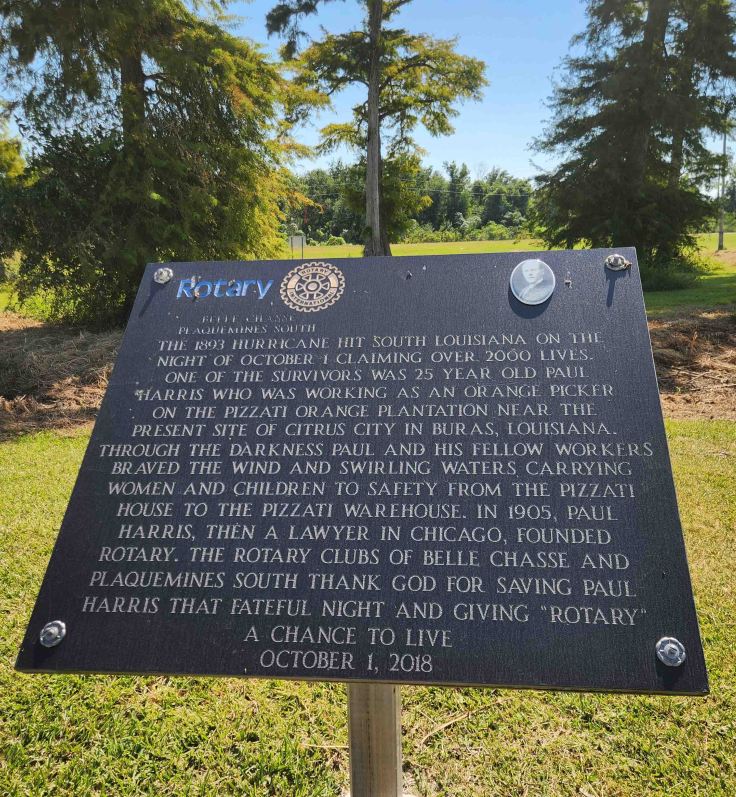 Rotary
ROTARY
INTERNATIONAL
BELLE CHASSE
PLAQUEMINES SOUTH
THE 1893 HURRICANE HIT SOUTH LOUISIANA ON THE
NIGHT OF OCTOBER 1 CLAIMING OVER 2000 LIVES.
ONE OF THE SURVIVORS WAS 25 YEAR OLD PAUL
HARRIS WHO WAS WORKING AS AN ORANGE PICKER
ON THE PIZZATI ORANGE PLANTATION NEAR THE
PRESENT SITE OF CITRUS CITY IN BURAS, LOUISIANA.
THROUGH THE DARKNESS PAUL AND HIS FELLOW WORKERS
BRAVED THE WIND AND SWIRLING WATERS CARRYING
WOMEN AND CHILDREN TO SAFETY FROM THE PIZZATI
HOUSE TO THE PIZZATI WAREHOUSE. IN 1905, PAUL
HARRIS, THEN A LAWYER IN CHICAGO, FOUNDED
ROTARY. THE ROTARY CLUBS OF BELLE CHASSE AND
PLAQUEMINES SOUTH THANK GOD FOR SAVING PAUL
HARRIS THAT FATEFUL NIGHT AND GIVING "ROTARY"
A CHANCE TO LIVE
OCTOBER 1, 2018